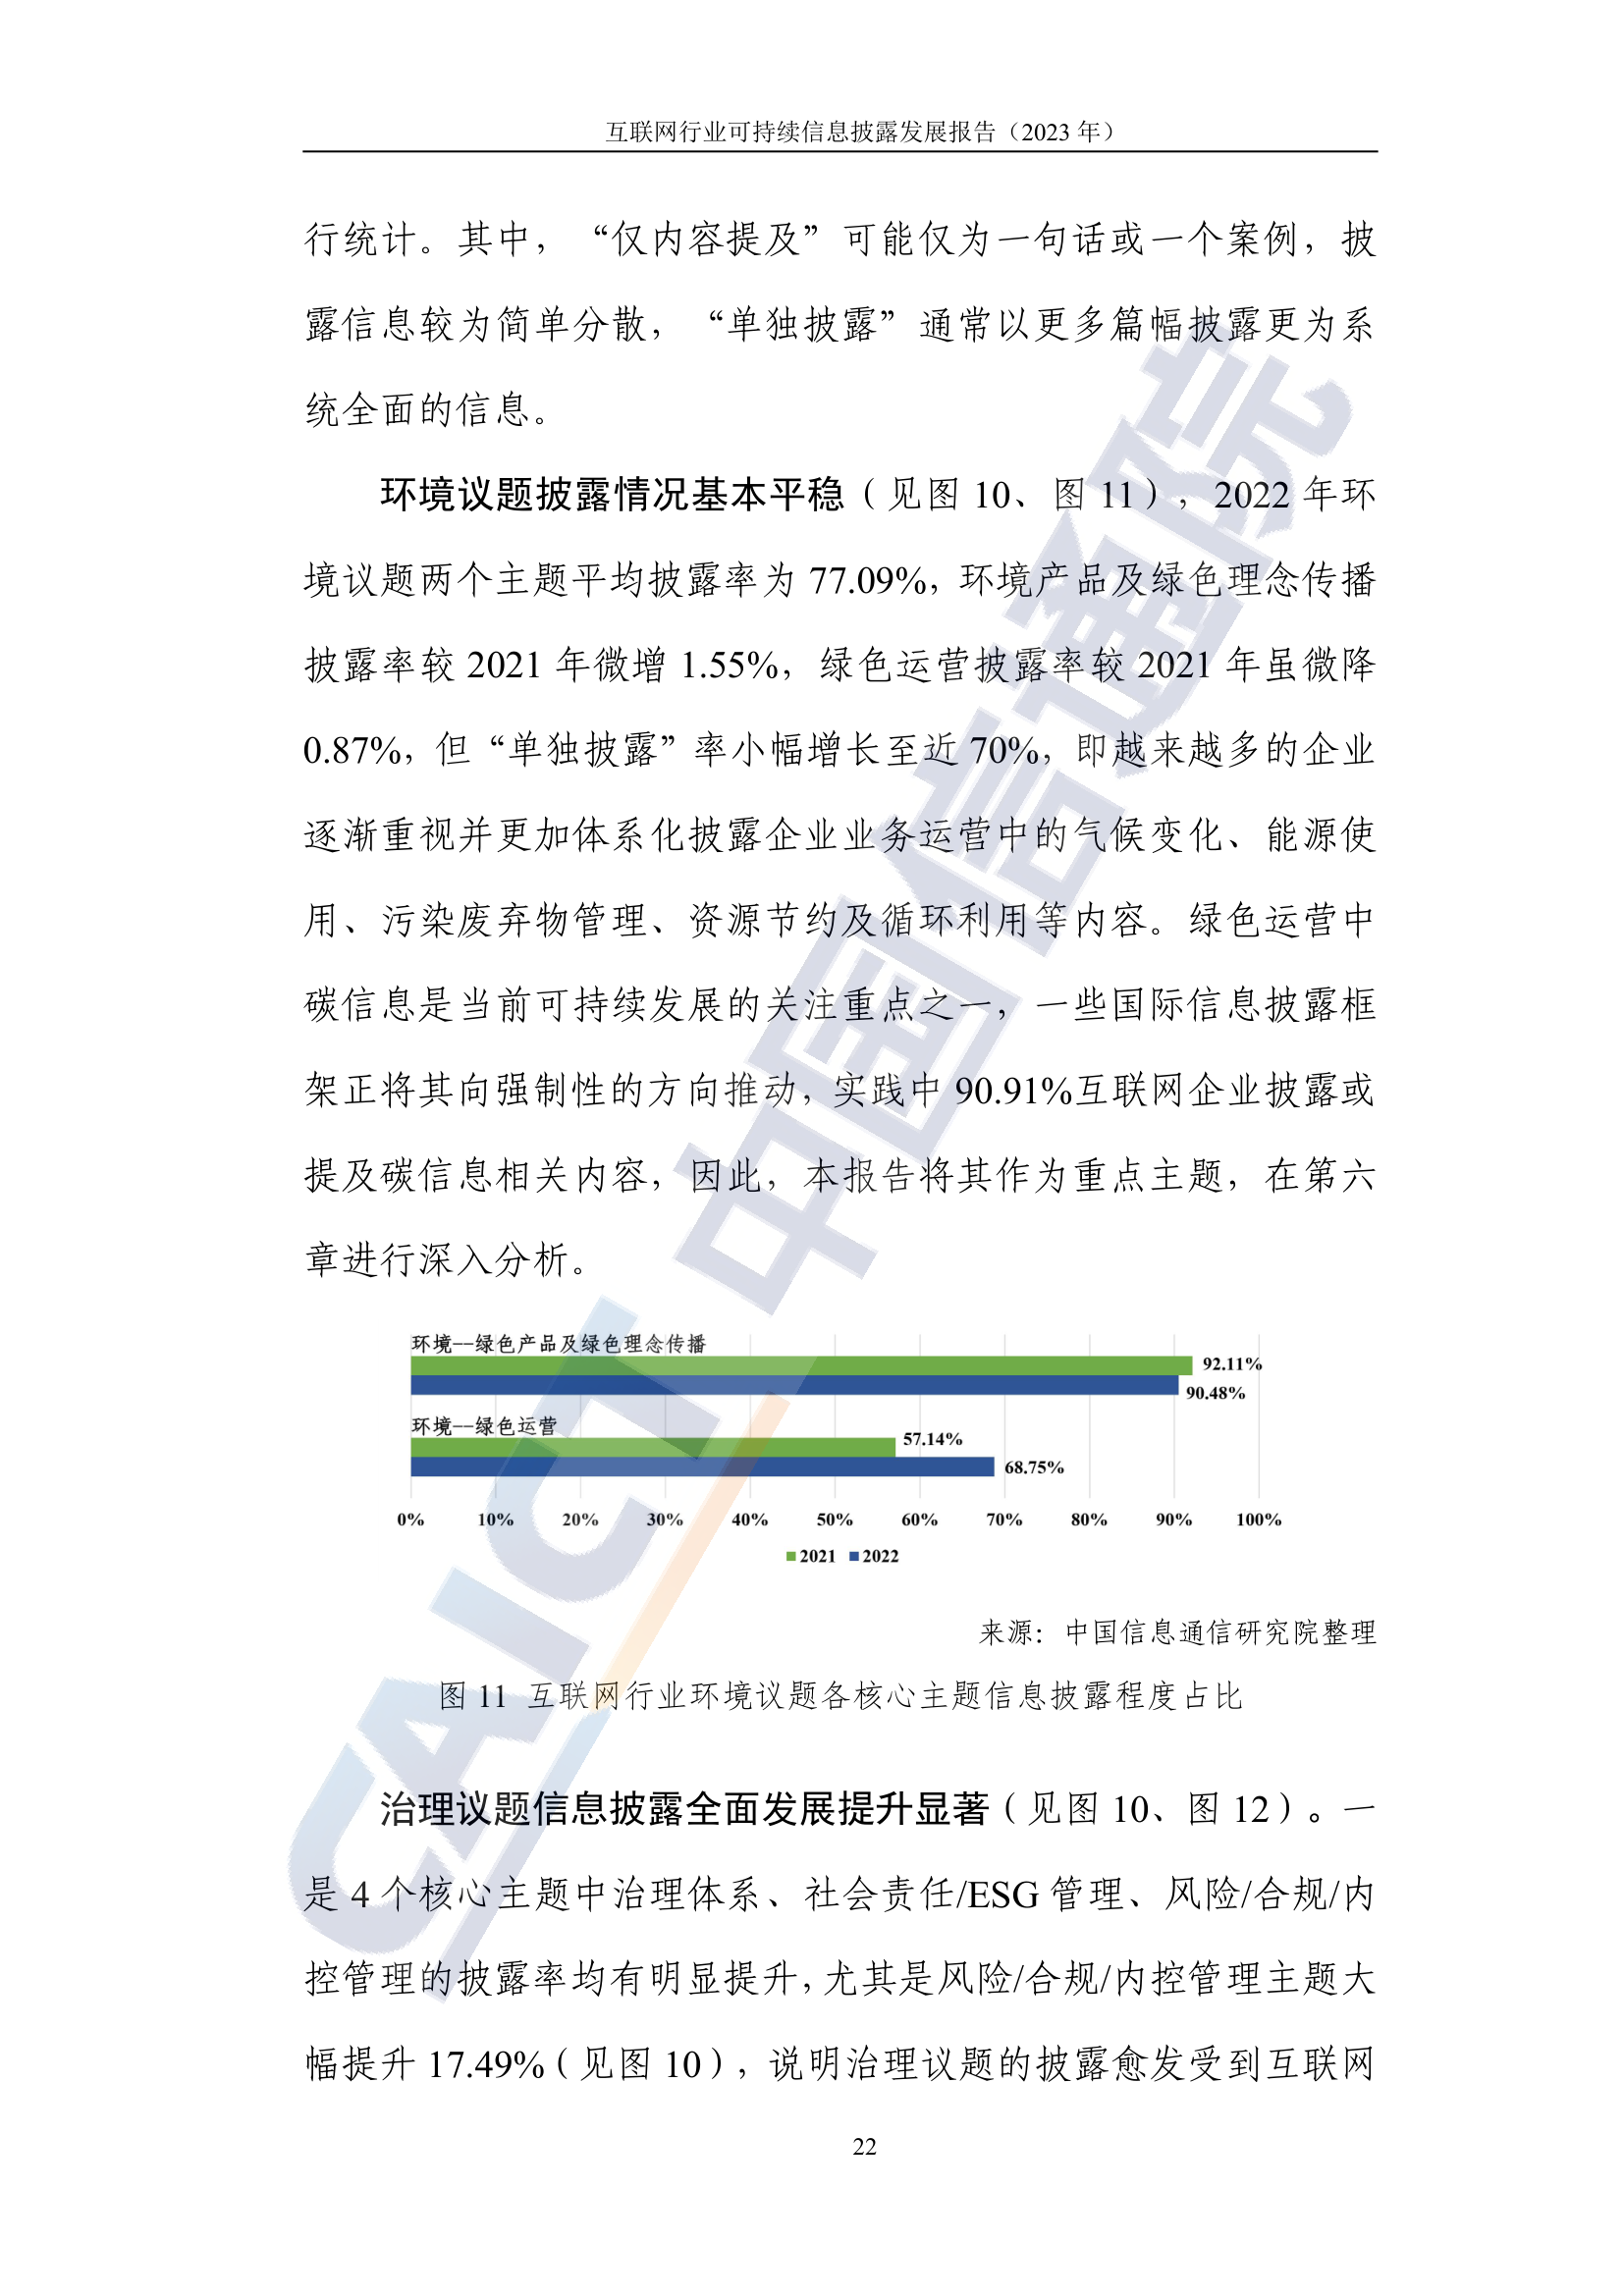 互联网行业可持续信息披露发展报告（2023 年）
行统计。其中，“仅内容提及”可能仅为一句话或一个案例，披
露信息较为简单分散，“单独披露”通常以更多篇幅披露更为系
统全面的信息。
环境议题披露情况基本平稳（见图 10、图 11），2022 年环
境议题两个主题平均披露率为 77.09%，环境产品及绿色理念传播
披露率较 2021 年微增 1.55%，绿色运营披露率较 2021 年虽微降
0.87%，但“单独披露”率小幅增长至近 70%，即越来越多的企业
逐渐重视并更加体系化披露企业业务运营中的气候变化、能源使
用、污染废弃物管理、资源节约及循环利用等内容。绿色运营中
碳信息是当前可持续发展的关注重点之一，一些国际信息披露框
架正将其向强制性的方向推动，实践中 90.91%互联网企业披露或
提及碳信息相关内容，因此，本报告将其作为重点主题，在第六
章进行深入分析。
环境--绿色产品及绿色理念传播
92.11%
90.48%
环境--绿色运营
57.14%
68.75%
0% 10% 20% 30% 40% 50% 60% 70% 80% 90% 100%
2021 2022
来源：中国信息通信研究院整理
图 11 互联网行业环境议题各核心主题信息披露程度占比
治理议题信息披露全面发展提升显著（见图 10、图 12）。一
是 4 个核心主题中治理体系、社会责任/ESG 管理、风险/合规/内
控管理的披露率均有明显提升，尤其是风险/合规/内控管理主题大
幅提升 17.49%（见图 10），说明治理议题的披露愈发受到互联网
22
CAICT 中国信通院